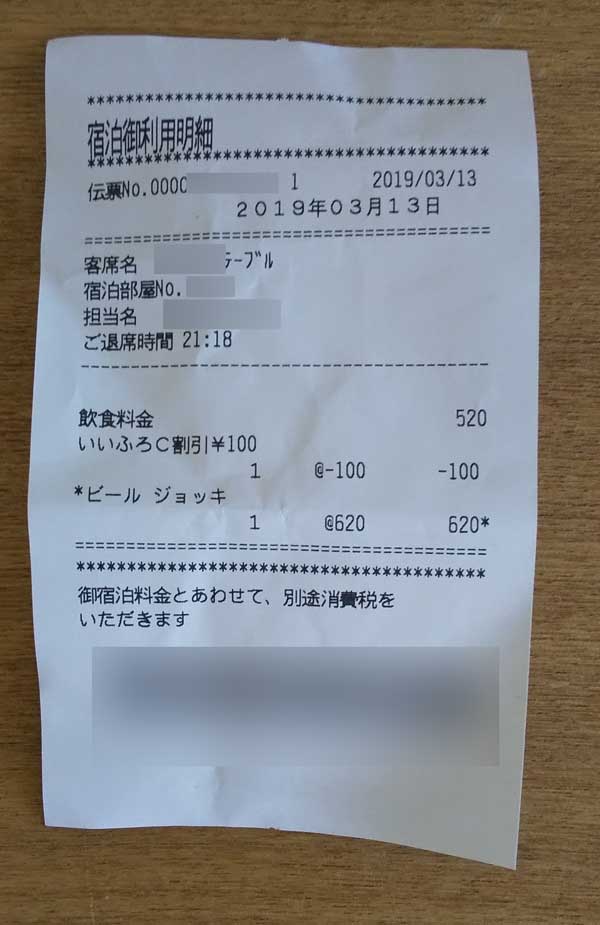 ****************************************
宿泊御利用明細
****************************************
伝票No.0000 1 2019/03/13
2019年03月13日
========================================
客席名 テーブル
宿泊部屋No.
担当名
ご退席時間 21:18
----------------------------------------
飲食料金 520
いいふろC割引¥100
1 @-100 -100
*ビール ジョッキ
1 @620 620*
========================================
****************************************
御宿泊料金とあわせて、別途消費税を
いただきます